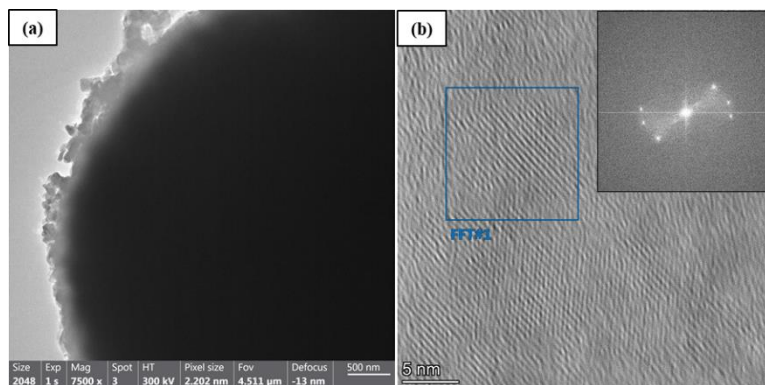 (a)
Size Exp Mag Spot HT Pixel size Fov Defocus 500 nm
2048 1 s 7500 x 3 300 kV 2.202 nm 4.511 μm -13 nm
(b)
FFT#1
5 nm